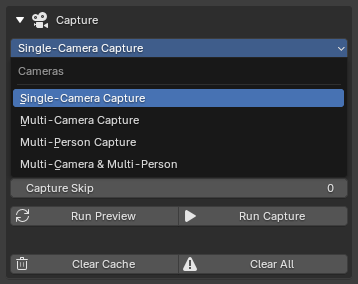 Capture
Single-Camera Capture
Cameras
Single-Camera Capture
Multi-Camera Capture
Multi-Person Capture
Multi-Camera & Multi-Person
Capture Skip 0
Run Preview Run Capture
Clear Cache Clear All